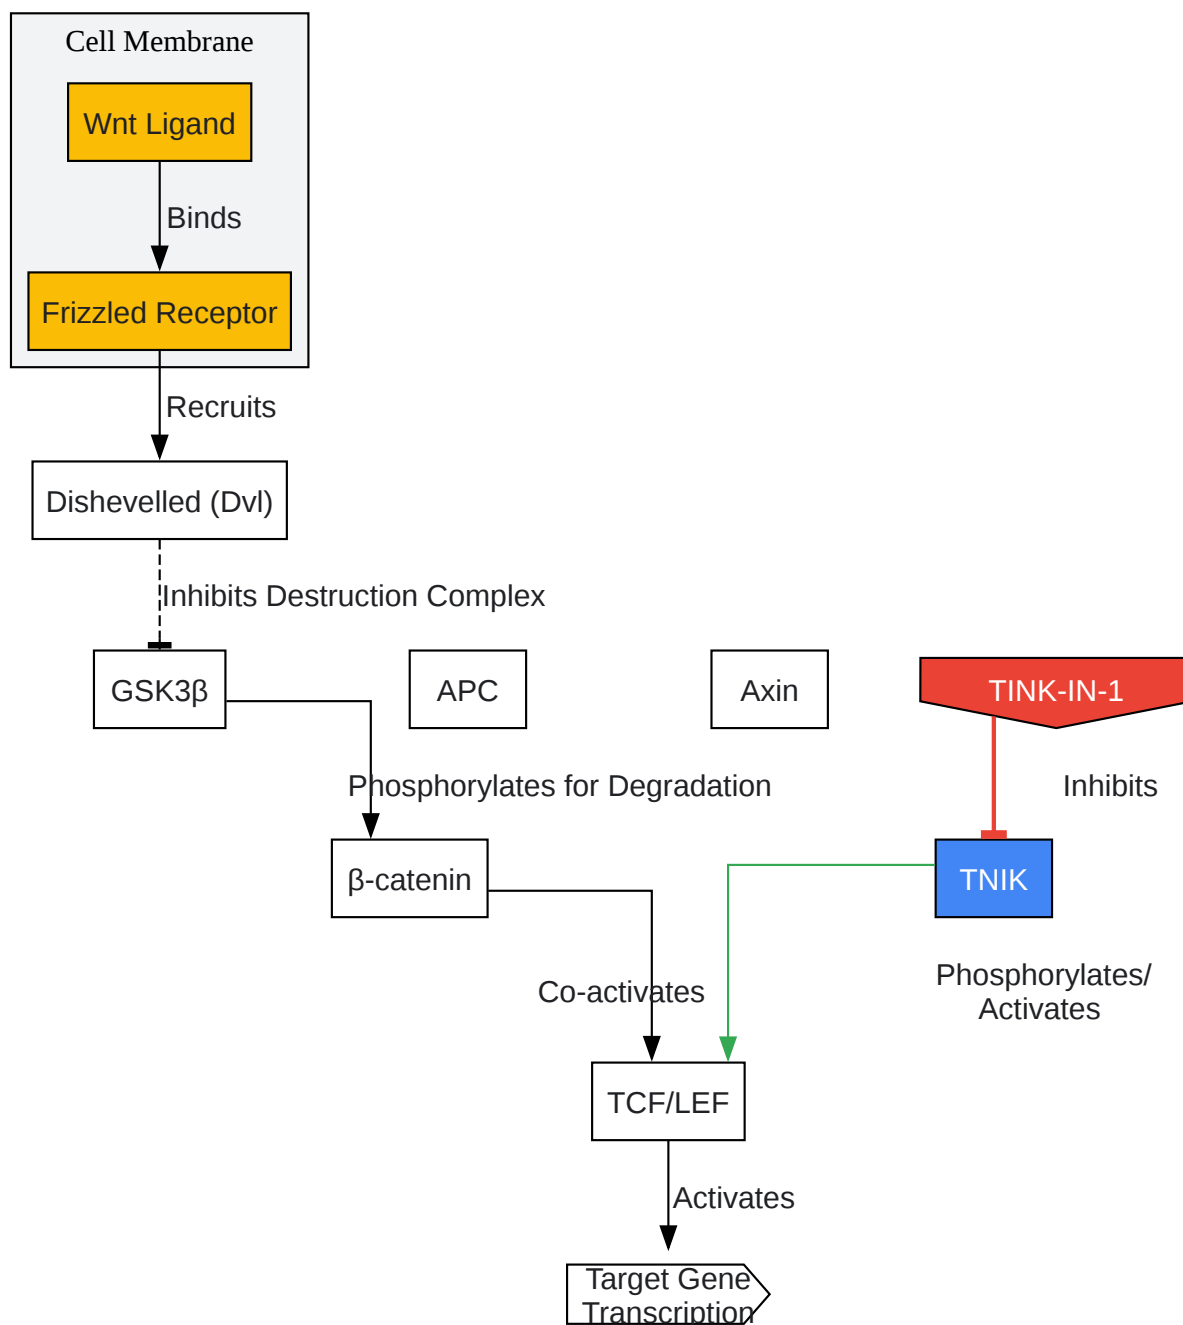 Cell Membrane
Wnt Ligand
Binds
Frizzled Receptor
Recruits
Dishevelled (Dvl)
Inhibits Destruction Complex
GSK3β
APC
Axin
TINK-IN-1
Phosphorylates for Degradation
Inhibits
β-catenin
TNIK
Co-activates
Phosphorylates/
Activates
TCF/LEF
Activates
Target Gene
Transcription